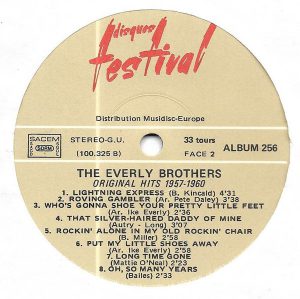 disques
festival
Distribution Musidisc-Europe
SACEM
SDRM
STEREO-G.U.
33 tours
(100.325 B)
FACE 2
ALBUM 256
THE EVERLY BROTHERS
ORIGINAL HITS 1957-1960
1. LIGHTNING EXPRESS (B. Kincaid) 4'31
2. ROVING GAMBLER (Ar. Pete Daley) 3'38
3. WHO'S GONNA SHOE YOUR PRETTY LITTLE FEET
(Ar. Ike Everly) 2'36
4. THAT SILVER-HAIRED DADDY OF MINE
(Autry - Long) 3'07
5. ROCKIN' ALONE IN MY OLD ROCKIN' CHAIR
(B. Miller) 2'58
6. PUT MY LITTLE SHOES AWAY
(Ar. Ike Everly) 2'58
7. LONG TIME GONE
(Mattie O'Neal) 2'23
8. OH, SO MANY YEARS
(Bailes) 2'33